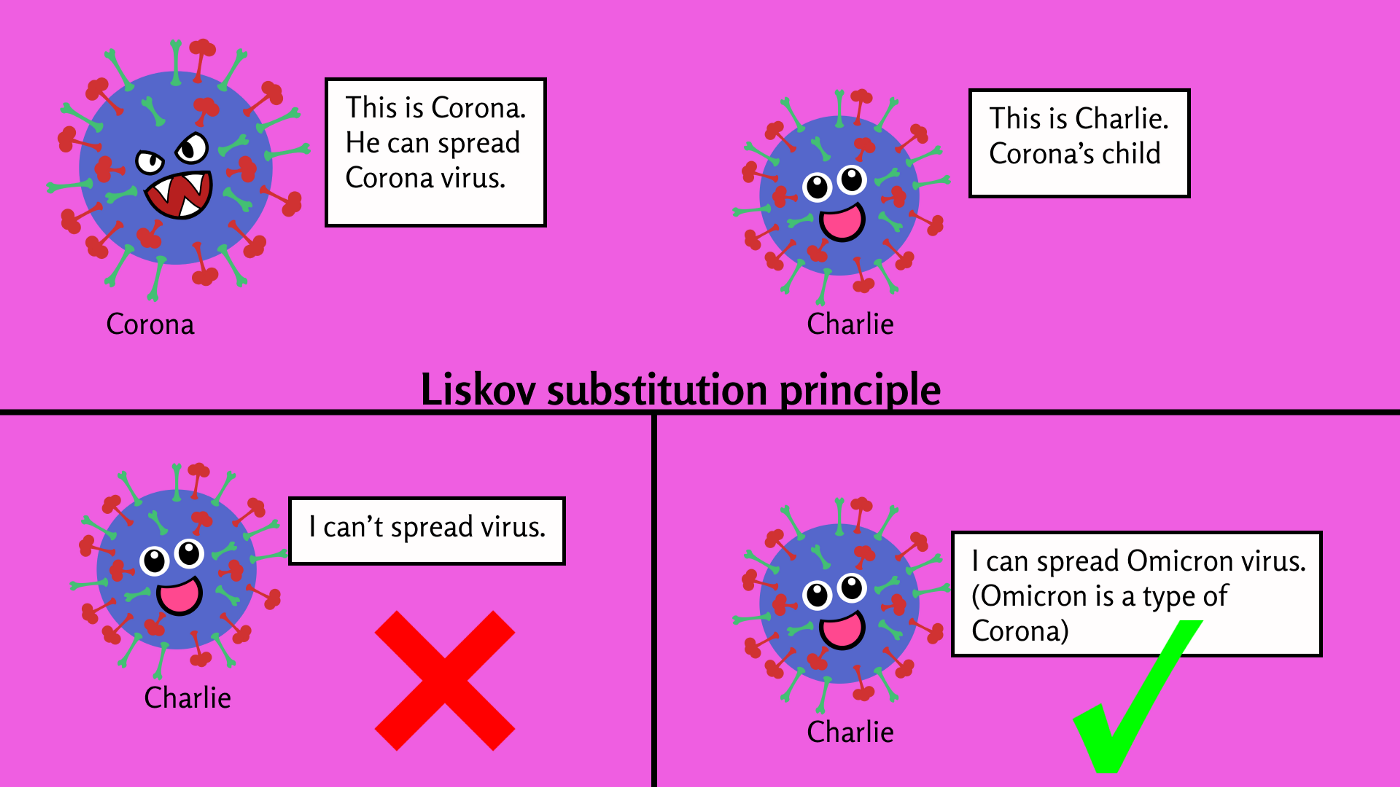 This is Corona.
He can spread
Corona virus.
Corona
This is Charlie.
Corona's child
Charlie
Liskov substitution principle
I can't spread virus.
Charlie
I can spread Omicron virus.
(Omicron is a type of
Corona)
Charlie